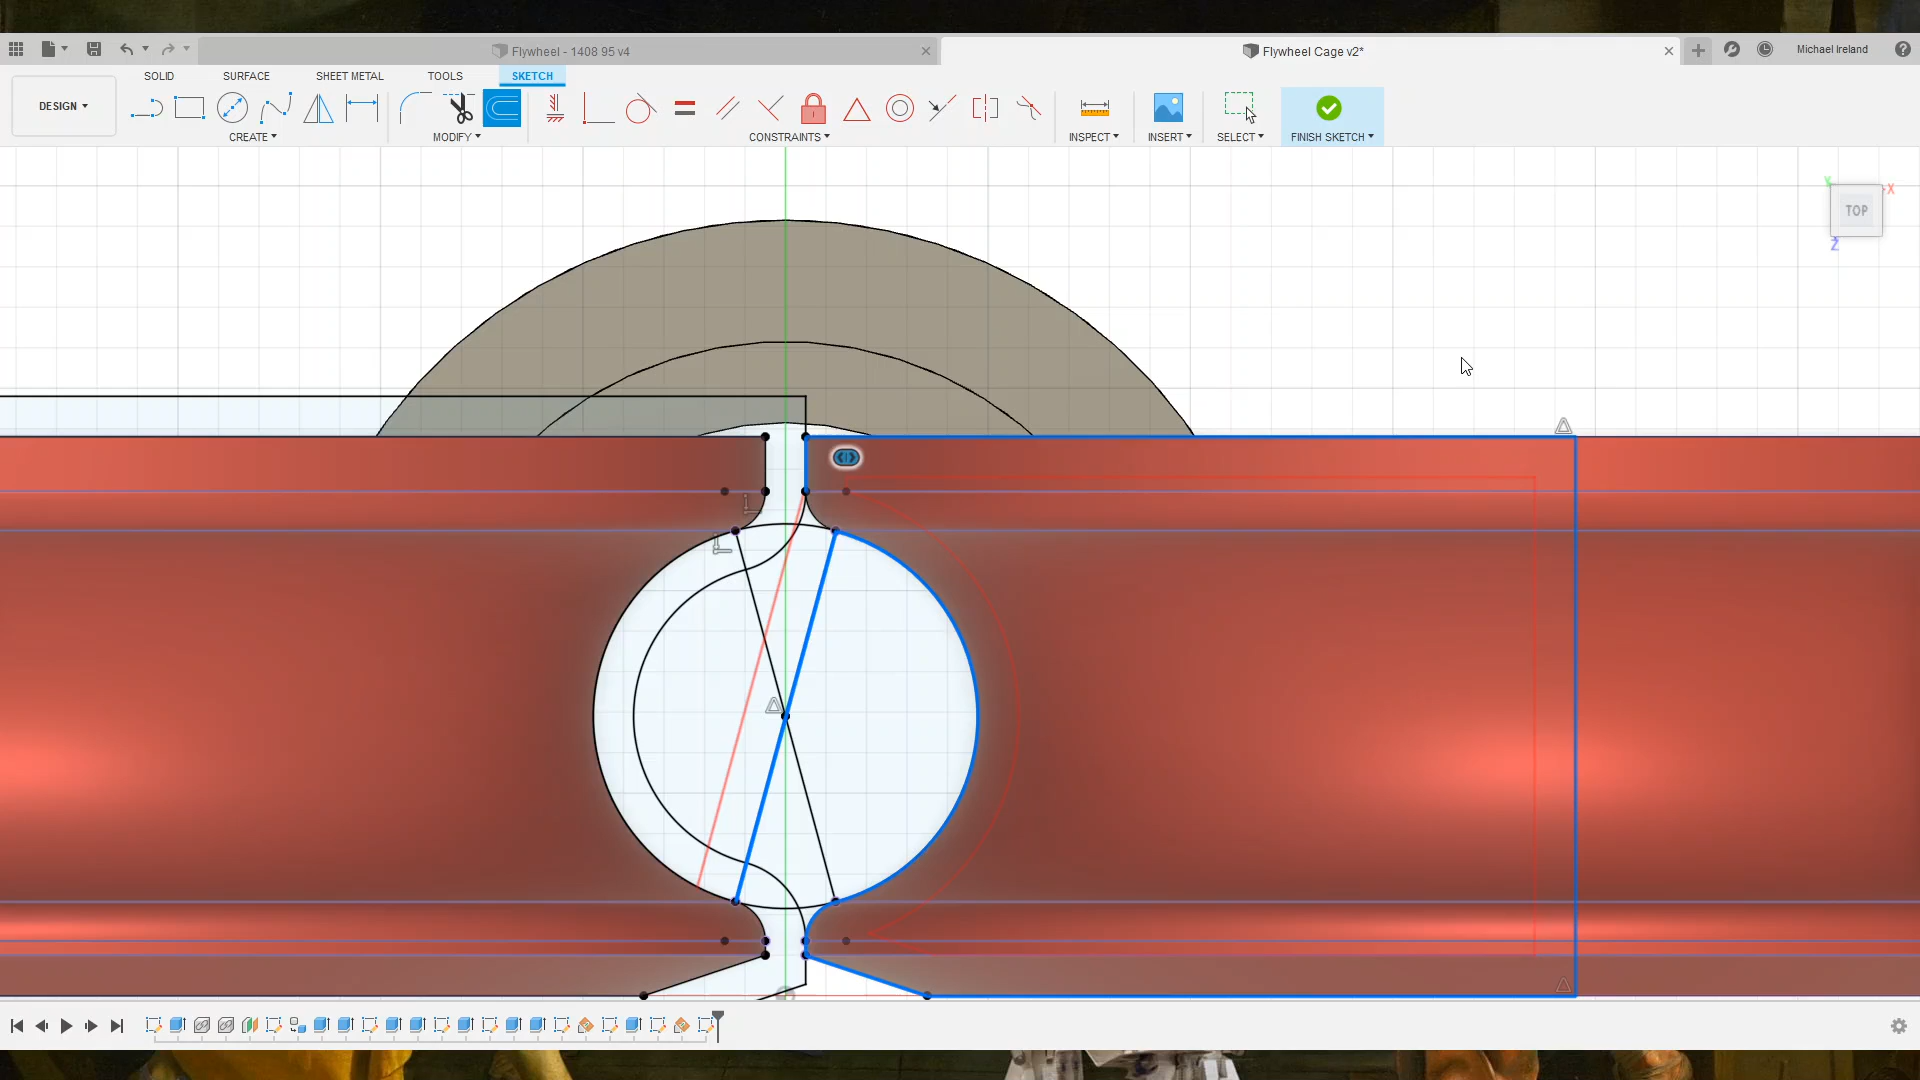 Flywheel - 1408 95 v4
Flywheel Cage v2*
Michael Ireland
SOLID
SURFACE
SHEET METAL
TOOLS
SKETCH
DESIGN
CREATE
MODIFY
CONSTRAINTS
INSPECT
INSERT
SELECT
FINISH SKETCH
Y
X
TOP
Z